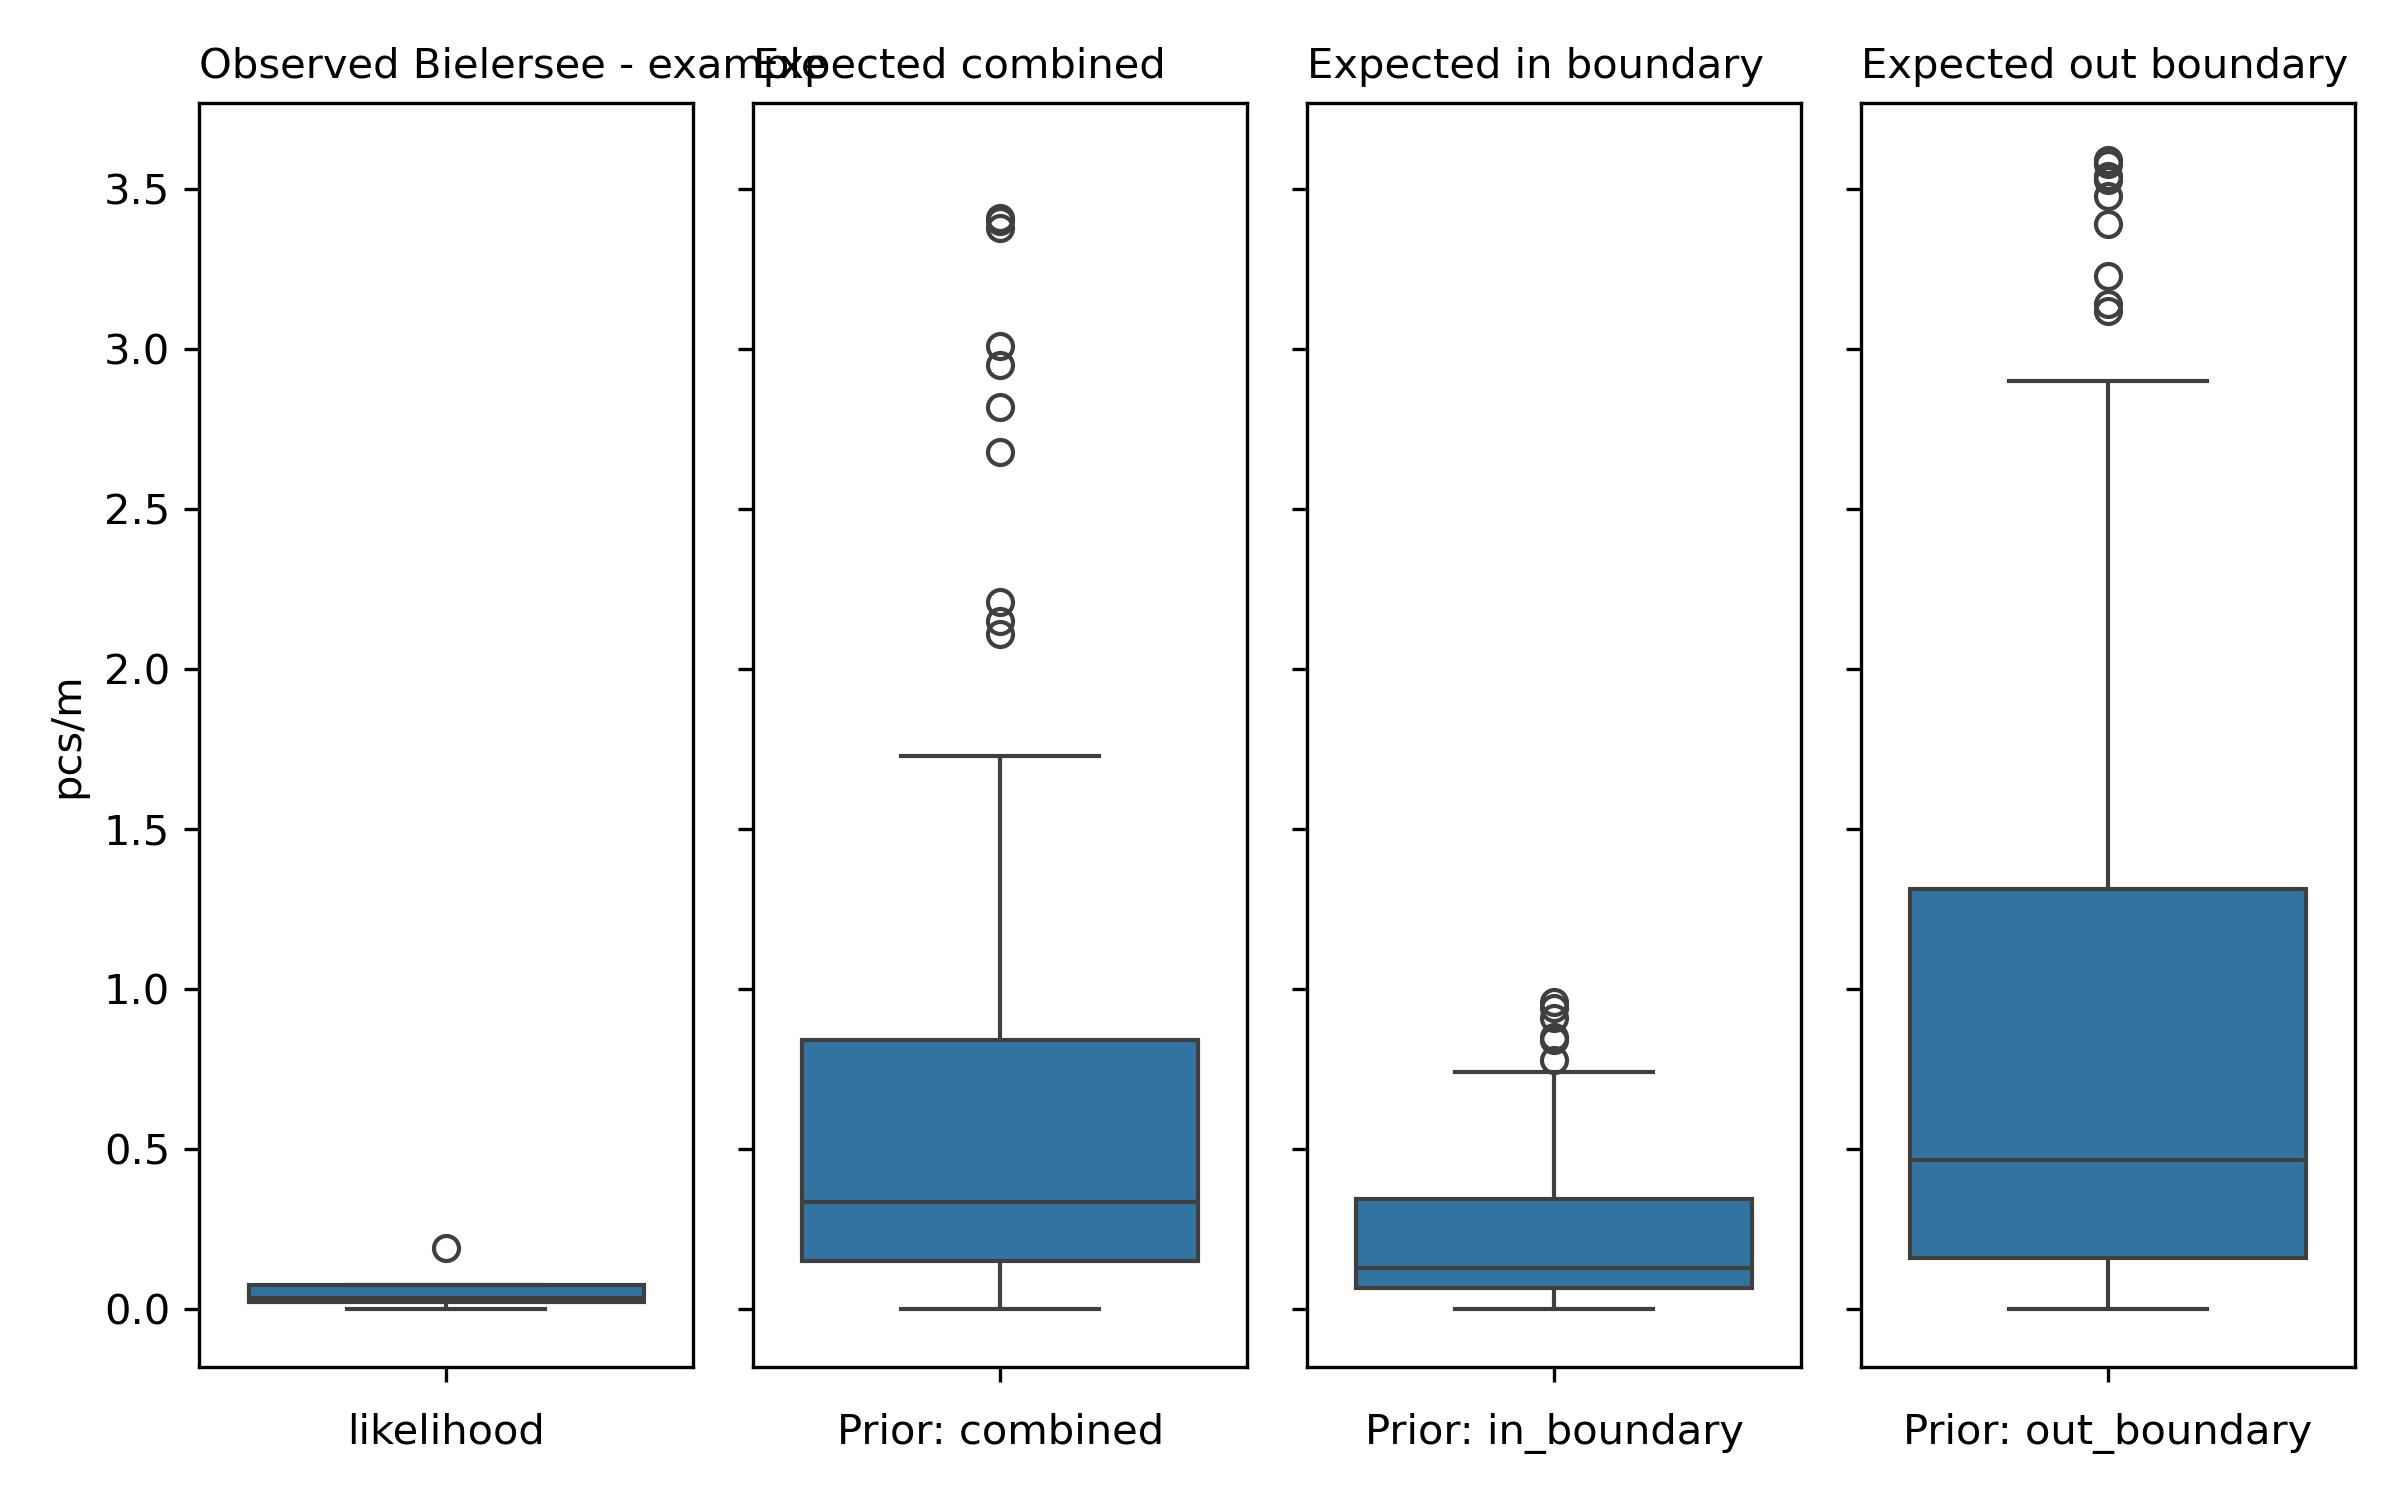 Observed Bielersee - example
Expected combined
Expected in boundary
Expected out boundary
pcs/m
3.5
3.0
2.5
2.0
1.5
1.0
0.5
0.0
likelihood
Prior: combined
Prior: in_boundary
Prior: out_boundary